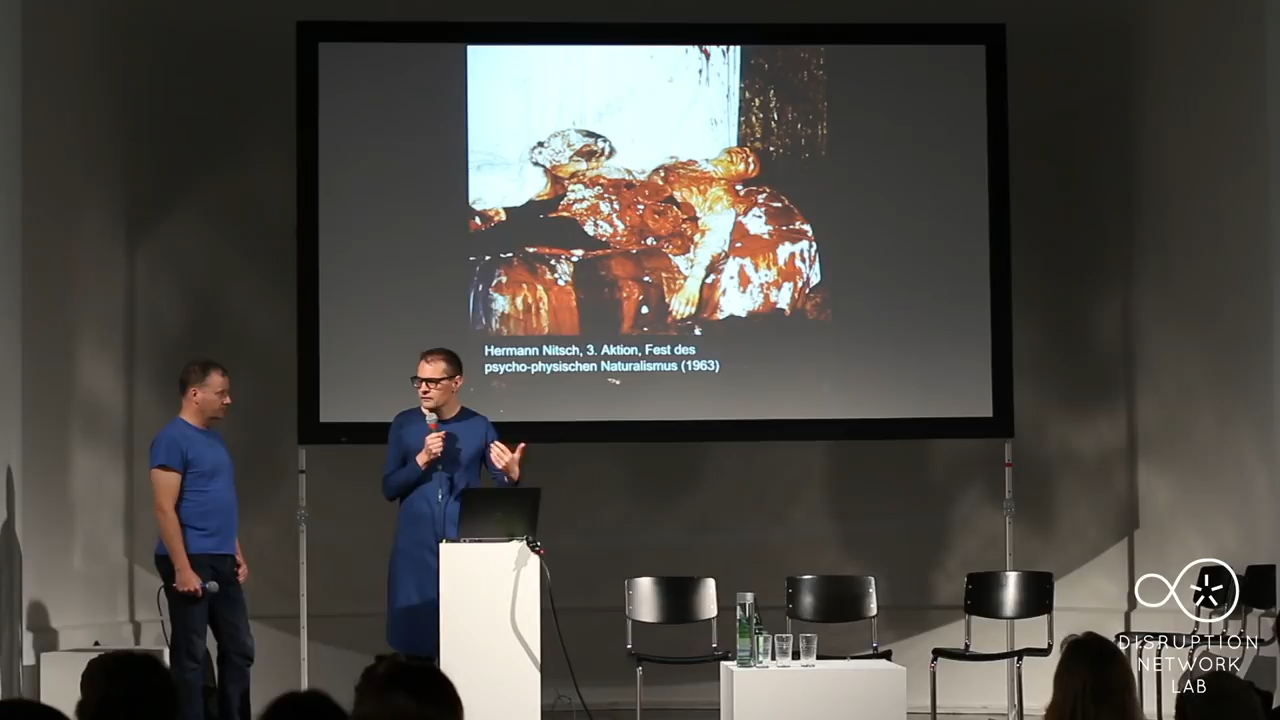 Hermann Nitsch, 3. Aktion, Fest des
psycho-physischen Naturalismus (1963)
DISRUPTION
NETWORK
LAB